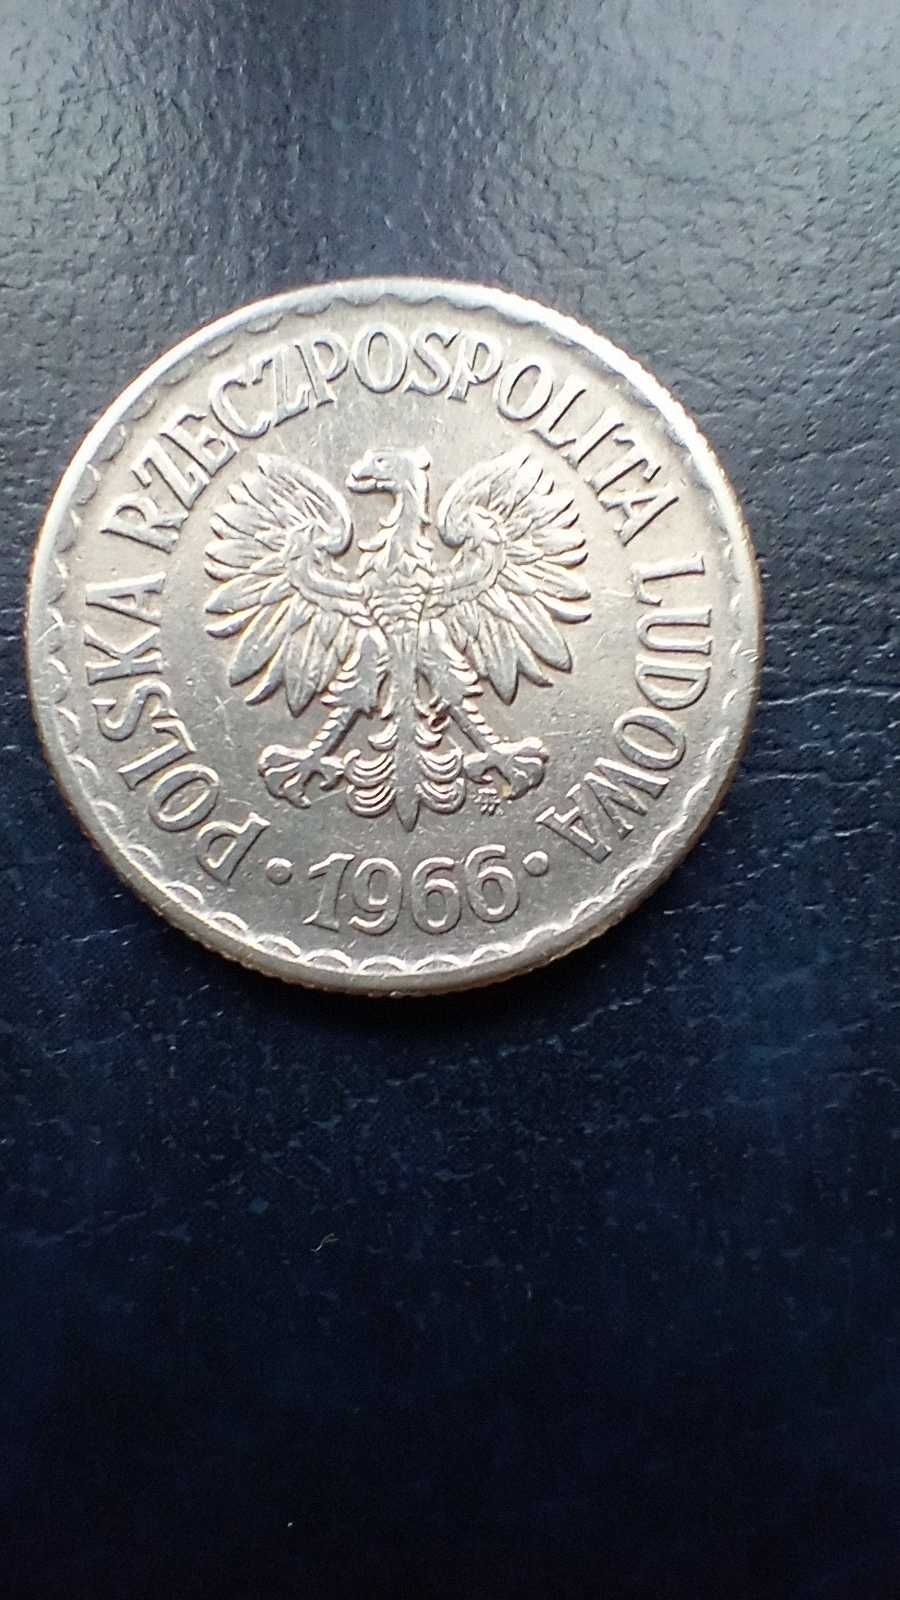 POLSKA RZECZPOSPOLITA LUDOWA
·1966·